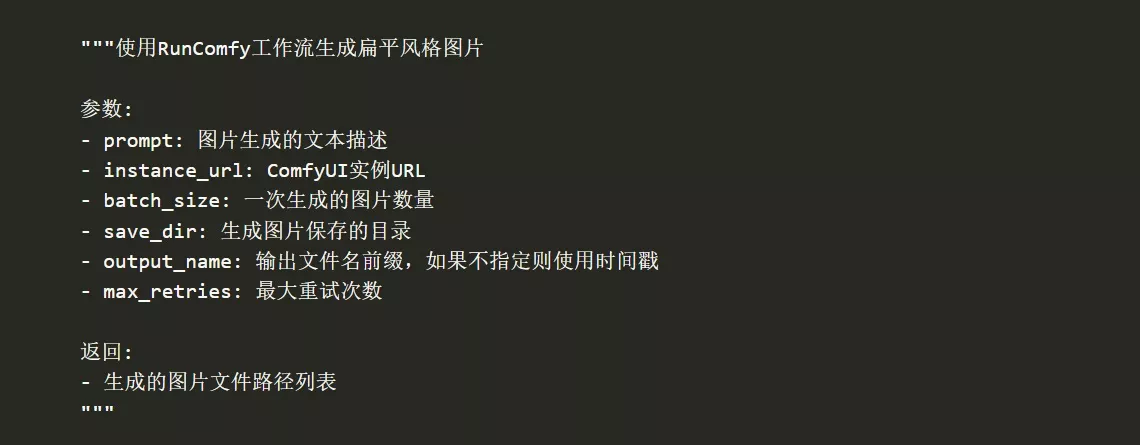 """使用RunComfy工作流生成扁平风格图片
参数:
- prompt: 图片生成的文本描述
- instance_url: ComfyUI实例URL
- batch_size: 一次生成的图片数量
- save_dir: 生成图片保存的目录
- output_name: 输出文件名前缀，如果不指定则使用时间戳
- max_retries: 最大重试次数
返回:
- 生成的图片文件路径列表
"""